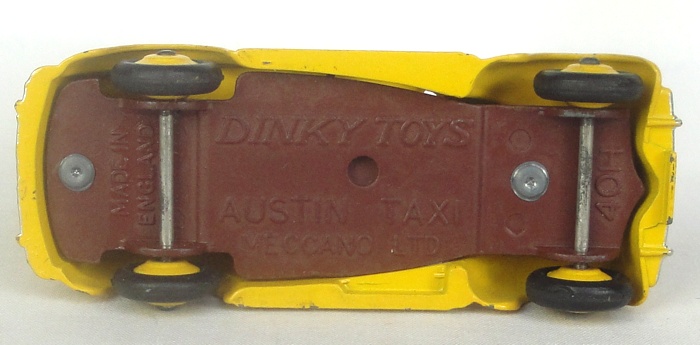 MADE IN
ENGLAND
DINKY TOYS
AUSTIN TAXI
MECCANO LTD
40H